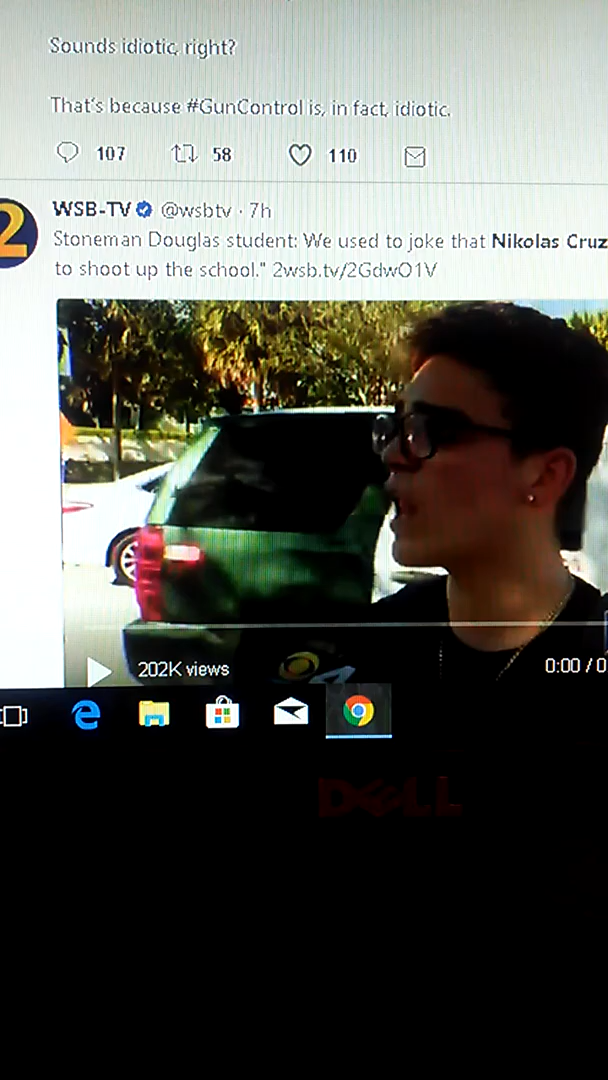 Sounds idiotic, right?
That's because #GunControl is, in fact, idiotic.
107 58 110
2
WSB-TV @wsbtv · 7h
Stoneman Douglas student: We used to joke that Nikolas Cruz
to shoot up the school." 2wsb.tv/2GdwO1V
202K views
4
0:00 / 0
DELL